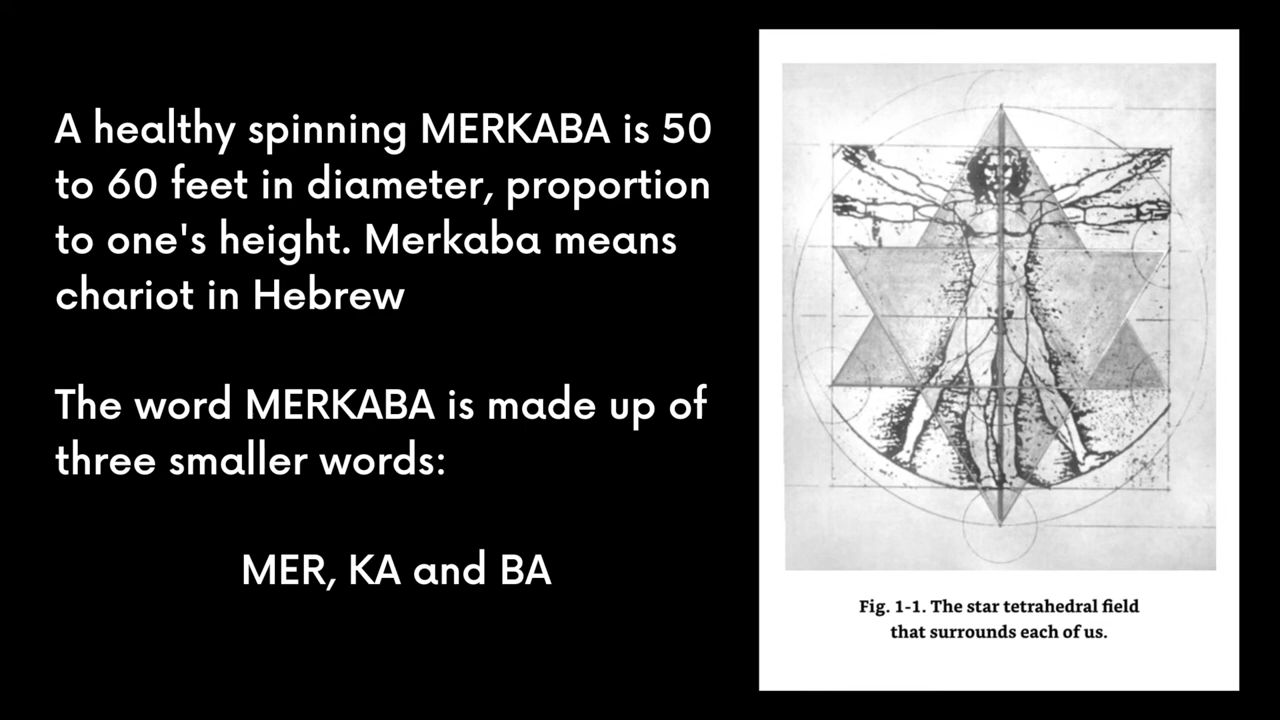 A healthy spinning MERKABA is 50
to 60 feet in diameter, proportion
to one's height. Merkaba means
chariot in Hebrew
The word MERKABA is made up of
three smaller words:
MER, KA and BA
Fig. 1-1. The star tetrahedral field
that surrounds each of us.